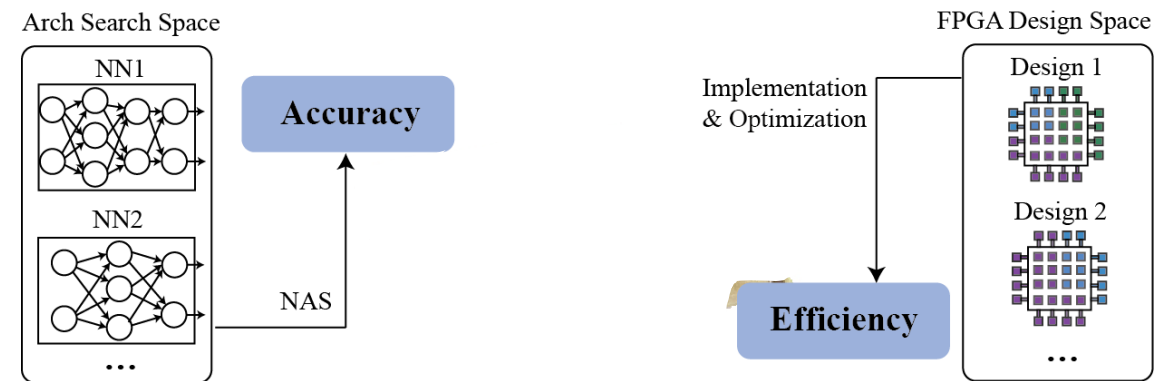 Arch Search Space
NN1
Accuracy
NN2
NAS
...
FPGA Design Space
Design 1
Implementation
& Optimization
Design 2
Efficiency
...